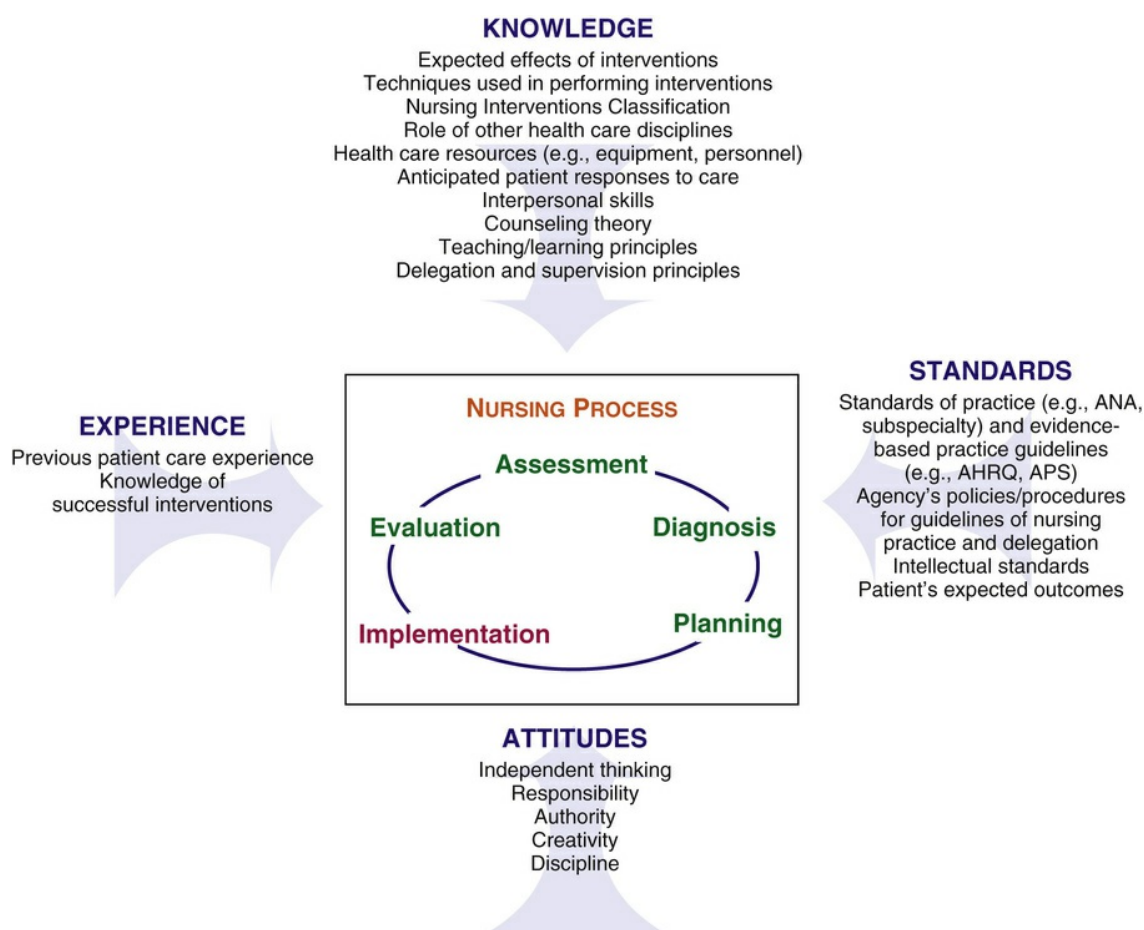 KNOWLEDGE
Expected effects of interventions
Techniques used in performing interventions
Nursing Interventions Classification
Role of other health care disciplines
Health care resources (e.g., equipment, personnel)
Anticipated patient responses to care
Interpersonal skills
Counseling theory
Teaching/learning principles
Delegation and supervision principles
EXPERIENCE
Previous patient care experience
Knowledge of
successful interventions
NURSING PROCESS
Assessment
Evaluation
Diagnosis
Implementation
Planning
STANDARDS
Standards of practice (e.g., ANA,
subspecialty) and evidence-
based practice guidelines
(e.g., AHRQ, APS)
Agency's policies/procedures
for guidelines of nursing
practice and delegation
Intellectual standards
Patient's expected outcomes
ATTITUDES
Independent thinking
Responsibility
Authority
Creativity
Discipline